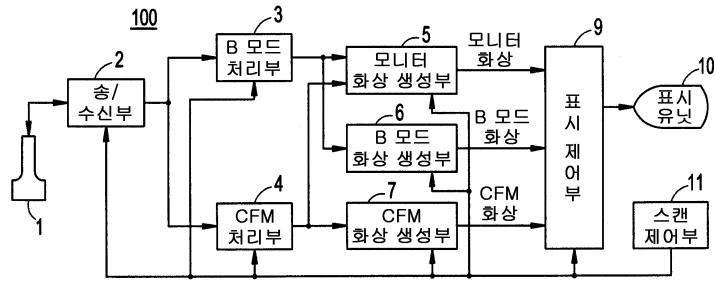 100
1
송/
수신부
2
B 모드
처리부
3
CFM
처리부
4
모니터
화상 생성부
5
B 모드
화상 생성부
6
CFM
화상 생성부
7
모니터
화상
B 모드
화상
CFM
화상
표시 제어부
9
표시
유닛
10
스캔
제어부
11